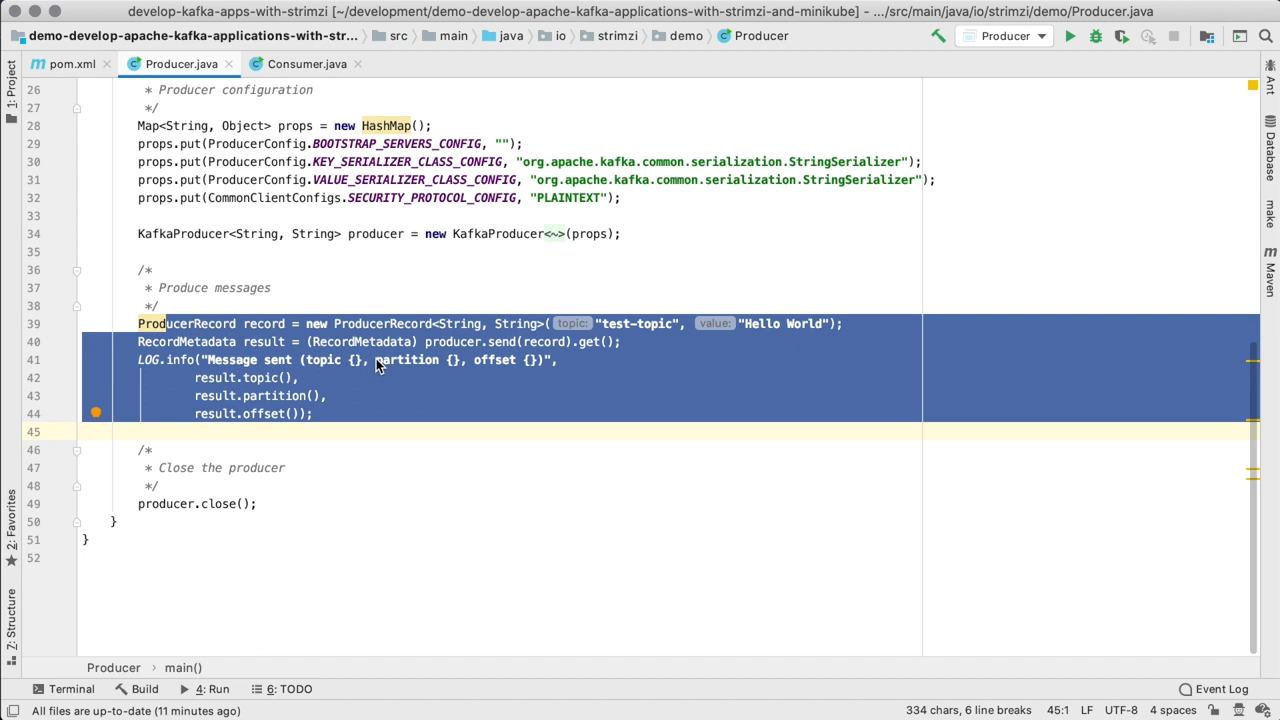 develop-kafka-apps-with-strimzi [~/development/demo-develop-apache-kafka-applications-with-strimzi-and-minikube] - .../src/main/java/io/strimzi/demo/Producer.java
demo-develop-apache-kafka-applications-with-str... src main java io strimzi demo Producer Producer
1: Project
pom.xml Producer.java Consumer.java
Ant
Database
make
Maven
26 * Producer configuration
27 */
28 Map<String, Object> props = new HashMap();
29 props.put(ProducerConfig.BOOTSTRAP_SERVERS_CONFIG, "");
30 props.put(ProducerConfig.KEY_SERIALIZER_CLASS_CONFIG, "org.apache.kafka.common.serialization.StringSerializer");
31 props.put(ProducerConfig.VALUE_SERIALIZER_CLASS_CONFIG, "org.apache.kafka.common.serialization.StringSerializer");
32 props.put(CommonClientConfigs.SECURITY_PROTOCOL_CONFIG, "PLAINTEXT");
33
34 KafkaProducer<String, String> producer = new KafkaProducer<~>(props);
35
36 /*
37 * Produce messages
38 */
39 ProducerRecord record = new ProducerRecord<String, String>( topic: "test-topic", value: "Hello World");
40 RecordMetadata result = (RecordMetadata) producer.send(record).get();
41 LOG.info("Message sent (topic {}, partition {}, offset {})",
42 result.topic(),
43 result.partition(),
44 result.offset());
45
46 /*
47 * Close the producer
48 */
49 producer.close();
50 }
51 }
52
2: Favorites
Z: Structure
Producer › main()
Terminal Build 4: Run 6: TODO Event Log
All files are up-to-date (11 minutes ago) 334 chars, 6 line breaks 45:1 LF UTF-8 4 spaces